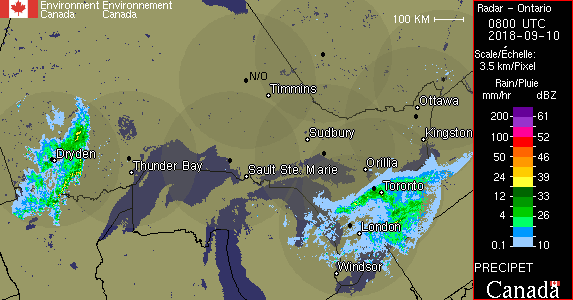 Environment Environnement
Canada Canada
100 KM
N/O
Timmins
Ottawa
Sudbury
Kingston
Dryden
Thunder Bay
Sault Ste. Marie
Orillia
Toronto
London
Windsor
Radar - Ontario
0800 UTC
2018-09-10
Scale/Échelle:
3.5 km/Pixel
Rain/Pluie
mm/hr dBZ
200 61
100 52
50 46
24 39
12 33
4 26
0.1 10
PRECIPET
Canada